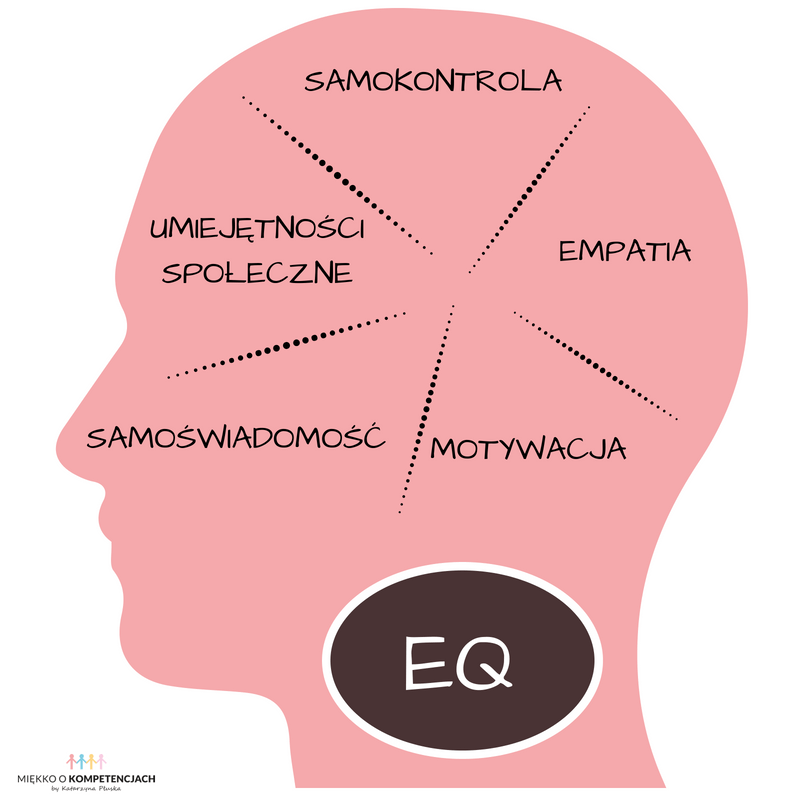 SAMOKONTROLA
UMIEJĘTNOŚCI
SPOŁECZNE
EMPATIA
SAMOŚWIADOMOŚĆ
MOTYWACJA
EQ
MIĘKKO O KOMPETENCJACH
by Katarzyna Pluska